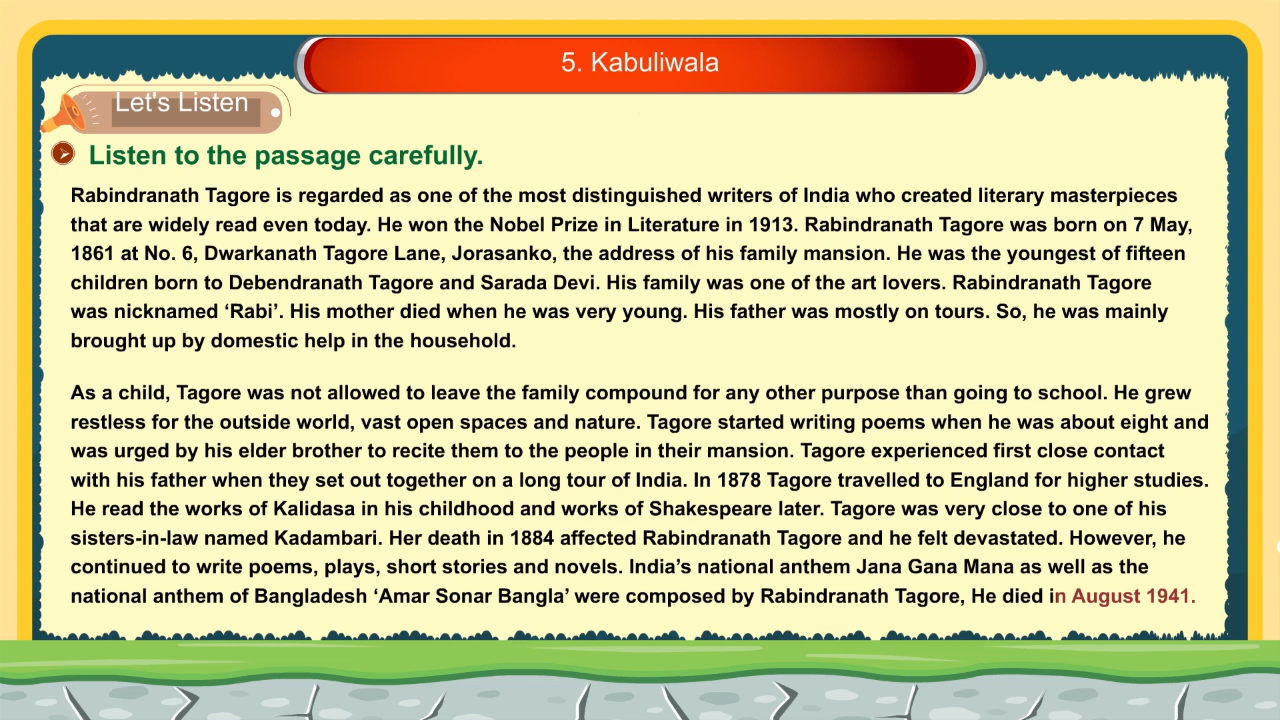 5. Kabuliwala
Let's Listen
Listen to the passage carefully.
Rabindranath Tagore is regarded as one of the most distinguished writers of India who created literary masterpieces
that are widely read even today. He won the Nobel Prize in Literature in 1913. Rabindranath Tagore was born on 7 May,
1861 at No. 6, Dwarkanath Tagore Lane, Jorasanko, the address of his family mansion. He was the youngest of fifteen
children born to Debendranath Tagore and Sarada Devi. His family was one of the art lovers. Rabindranath Tagore
was nicknamed ‘Rabi’. His mother died when he was very young. His father was mostly on tours. So, he was mainly
brought up by domestic help in the household.
As a child, Tagore was not allowed to leave the family compound for any other purpose than going to school. He grew
restless for the outside world, vast open spaces and nature. Tagore started writing poems when he was about eight and
was urged by his elder brother to recite them to the people in their mansion. Tagore experienced first close contact
with his father when they set out together on a long tour of India. In 1878 Tagore travelled to England for higher studies.
He read the works of Kalidasa in his childhood and works of Shakespeare later. Tagore was very close to one of his
sisters-in-law named Kadambari. Her death in 1884 affected Rabindranath Tagore and he felt devastated. However, he
continued to write poems, plays, short stories and novels. India’s national anthem Jana Gana Mana as well as the
national anthem of Bangladesh ‘Amar Sonar Bangla’ were composed by Rabindranath Tagore, He died in August 1941.